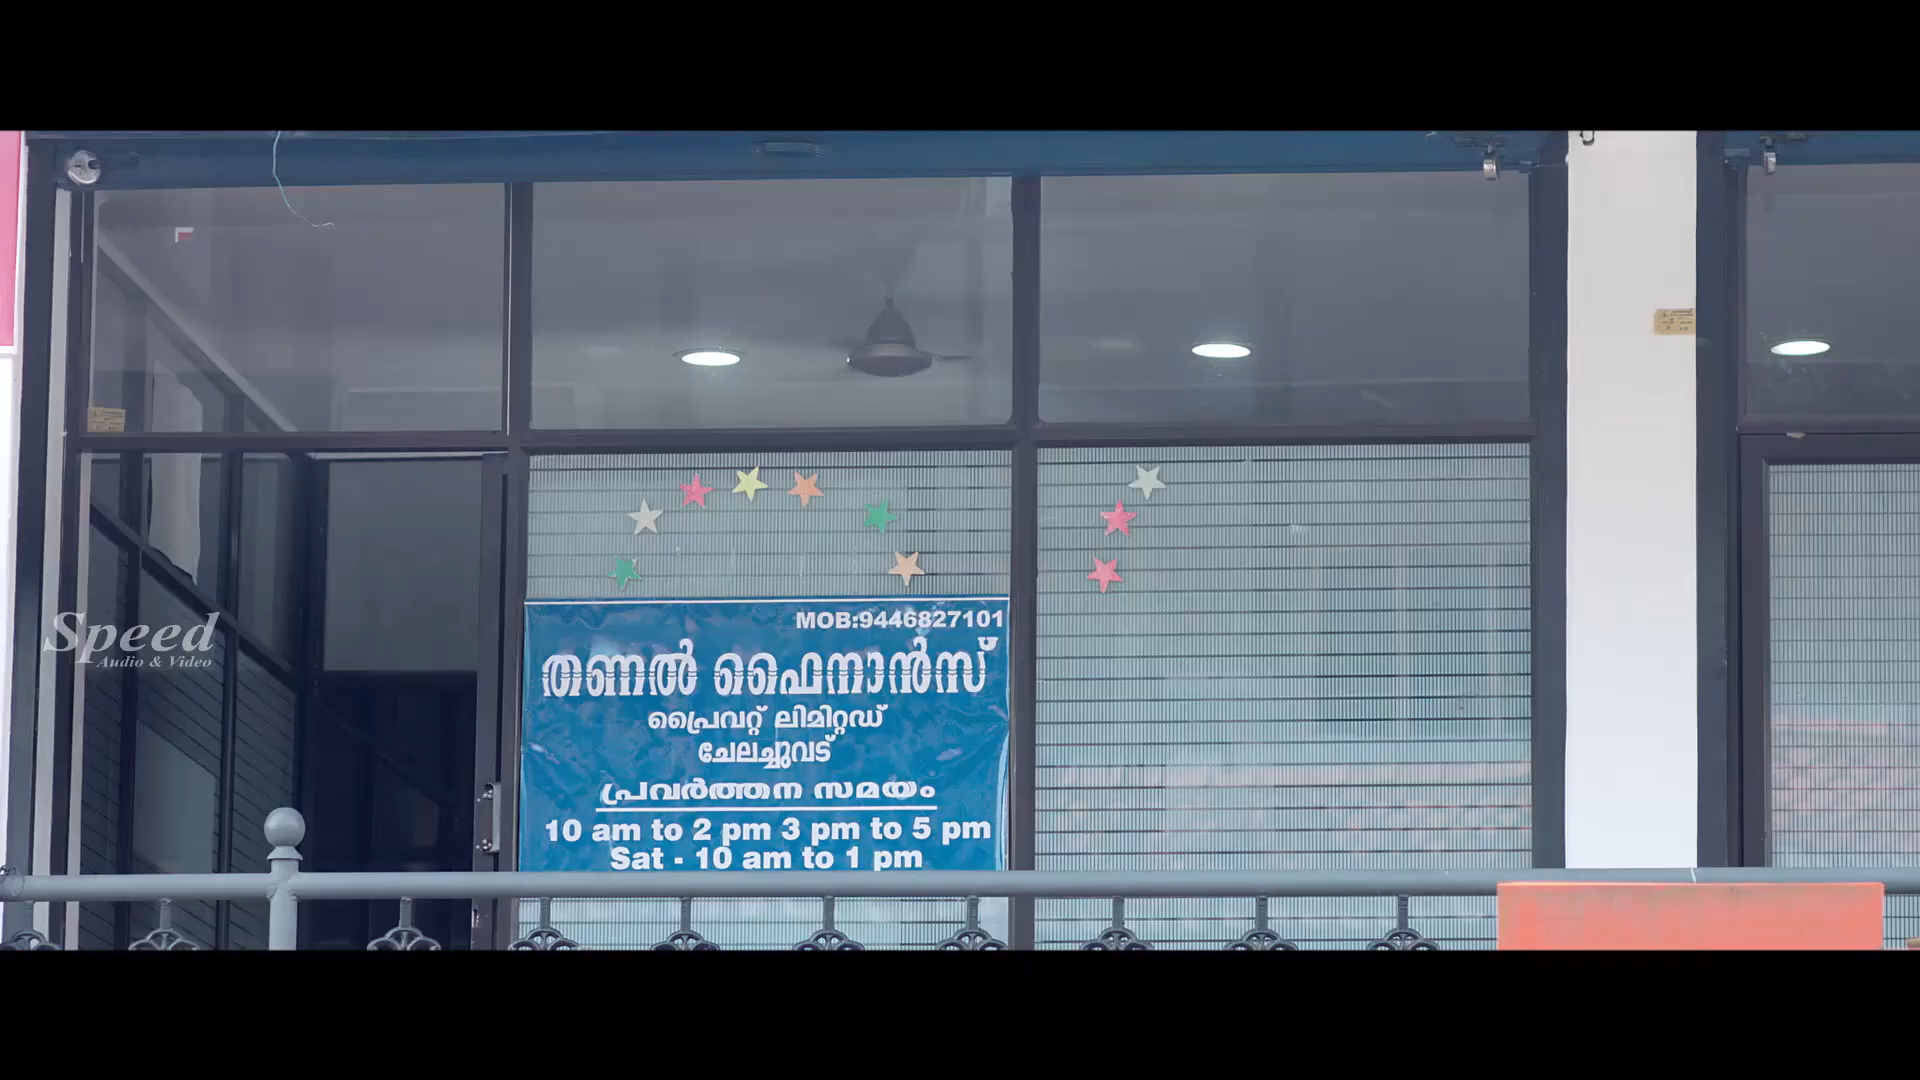 MOB:9446827101
തണൽ ഫൈനാൻസ്
പ്രൈവറ്റ് ലിമിറ്റഡ്
ചേലച്ചുവട്
പ്രവർത്തന സമയം
10 am to 2 pm 3 pm to 5 pm
Sat - 10 am to 1 pm
Speed
Audio & Video